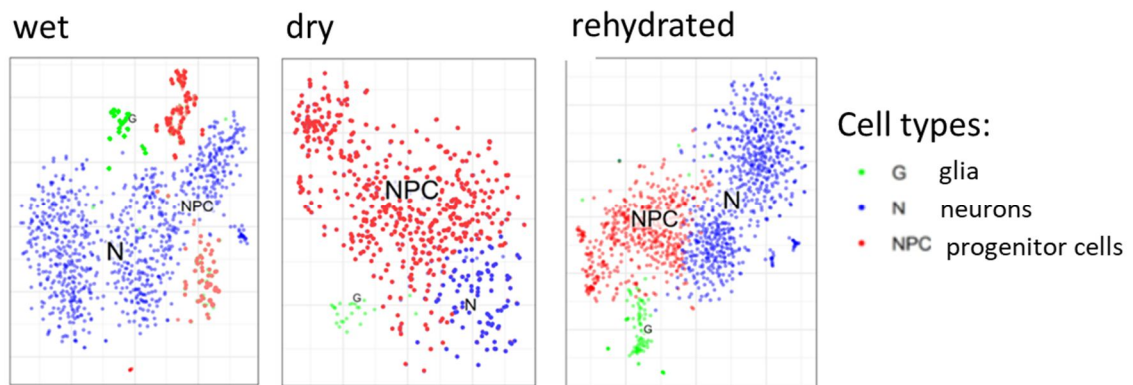 wet
G
NPC
N
dry
NPC
G
N
rehydrated
N
NPC
G
Cell types:
G glia
N neurons
NPC progenitor cells